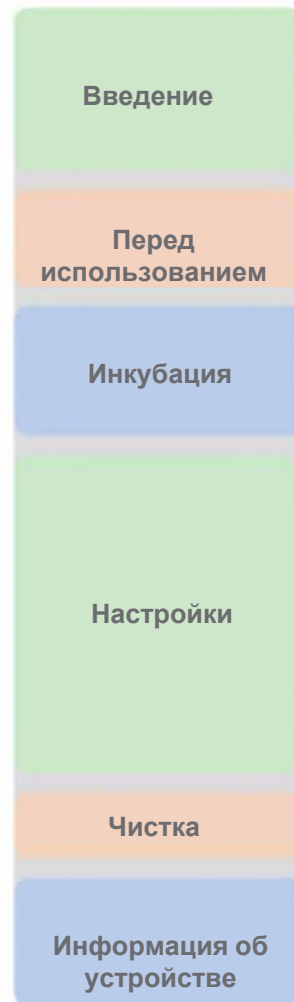 Введение
Перед
использованием
Инкубация
Настройки
Чистка
Информация об
устройстве